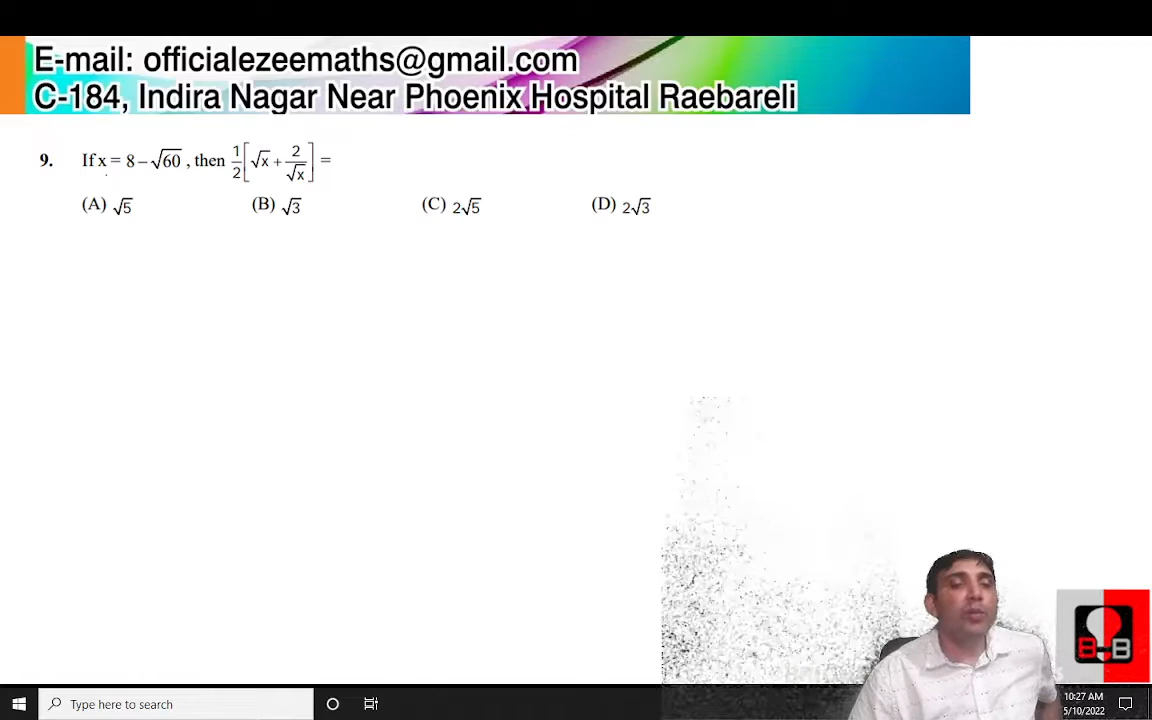 E-mail: officialezeemaths@gmail.com
C-184, Indira Nagar Near Phoenix Hospital Raebareli
9. If x = 8 – √60 , then 1/2[√x + 2/√x] =
(A) √5 (B) √3 (C) 2√5 (D) 2√3
B B
Type here to search
10:27 AM
5/10/2022